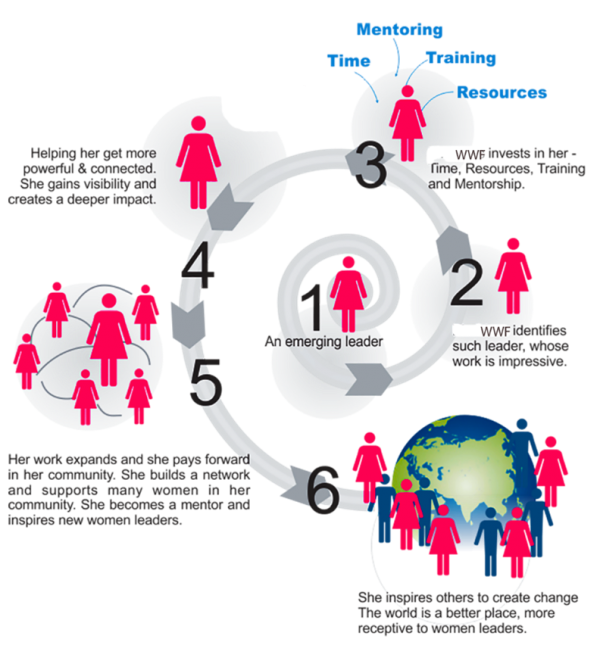 1
An emerging leader
2
WWF identifies
such leader, whose
work is impressive.
Mentoring
Time
Training
Resources
3
WWF invests in her -
Time, Resources, Training
and Mentorship.
Helping her get more
powerful & connected.
She gains visibility and
creates a deeper impact.
4
5
Her work expands and she pays forward
in her community. She builds a network
and supports many women in her
community. She becomes a mentor and
inspires new women leaders.
6
She inspires others to create change
The world is a better place, more
receptive to women leaders.